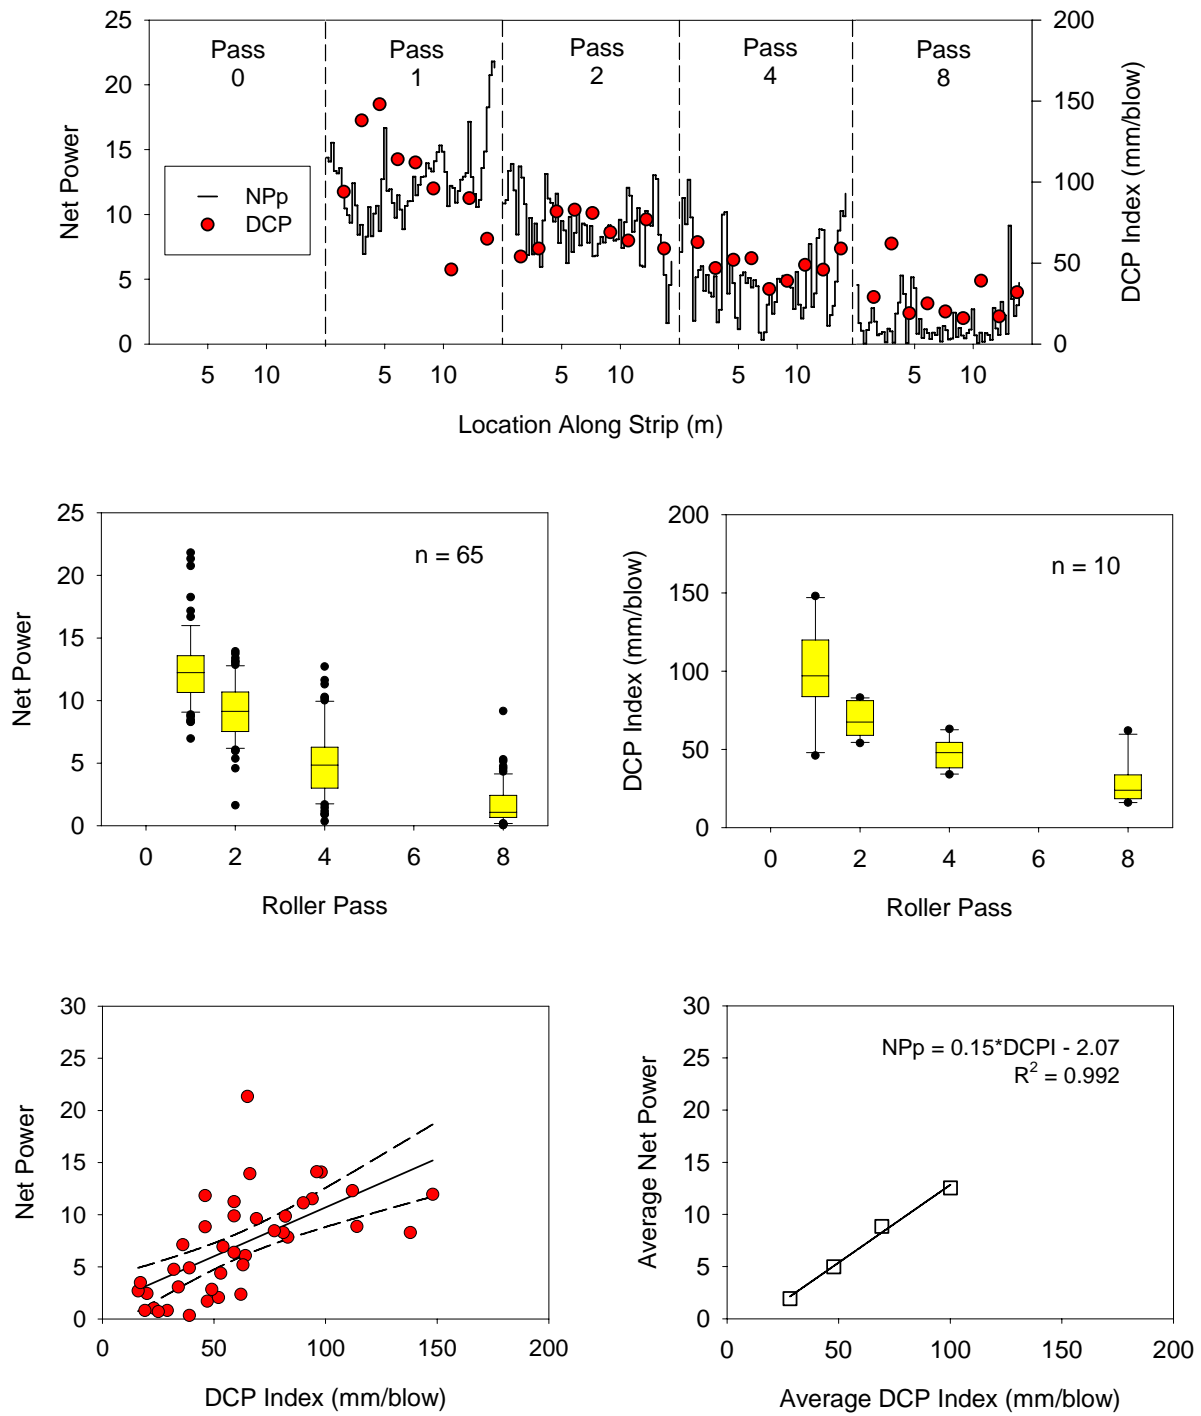 25
20
15
10
5
0
Net Power
Pass
0
Pass
1
Pass
2
Pass
4
Pass
8
NPp
DCP
200
150
100
50
0
DCP Index (mm/blow)
5 10 5 10 5 10 5 10 5 10
Location Along Strip (m)
25
20
15
10
5
0
Net Power
n = 65
0 2 4 6 8
Roller Pass
200
150
100
50
0
DCP Index (mm/blow)
n = 10
0 2 4 6 8
Roller Pass
30
25
20
15
10
5
0
Net Power
0 50 100 150 200
DCP Index (mm/blow)
30
25
20
15
10
5
0
Average Net Power
NPp = 0.15*DCPI - 2.07
R² = 0.992
0 50 100 150 200
Average DCP Index (mm/blow)